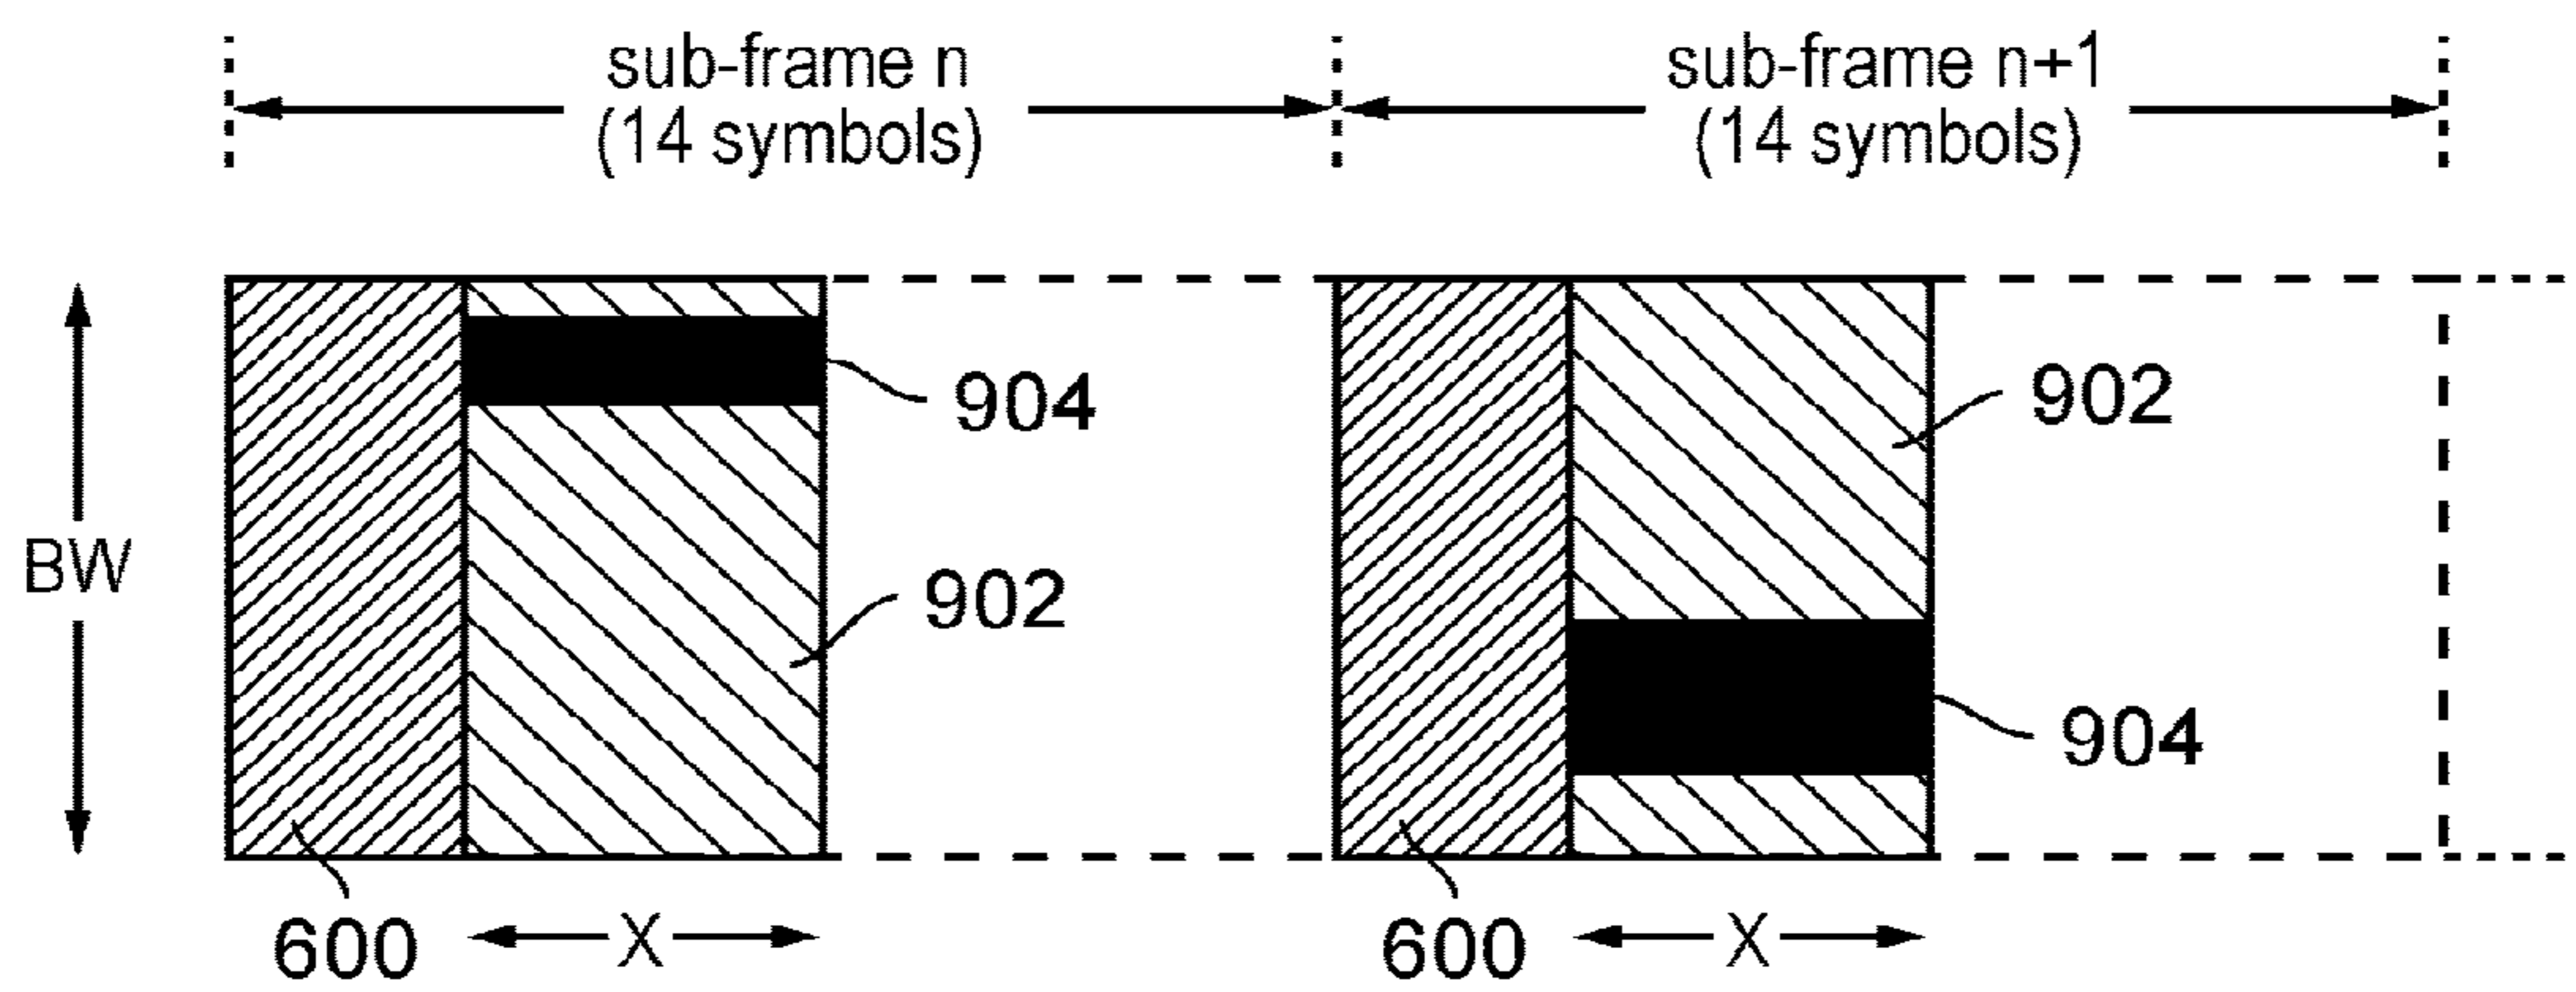 sub-frame n
(14 symbols)
sub-frame n+1
(14 symbols)
BW
904
902
902
904
600
X
600
X